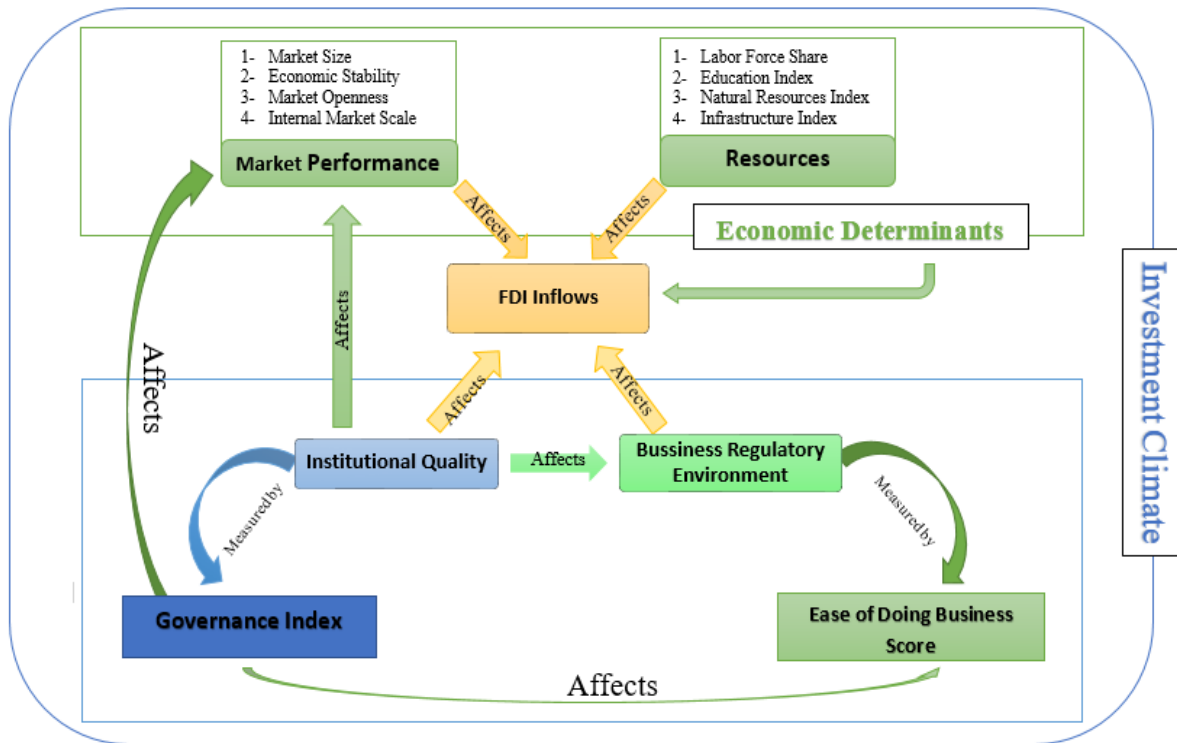 1- Market Size
2- Economic Stability
3- Market Openness
4- Internal Market Scale
Market Performance
1- Labor Force Share
2- Education Index
3- Natural Resources Index
4- Infrastructure Index
Resources
Affects
Affects
Economic Determinants
FDI Inflows
Investment Climate
Affects
Affects
Affects
Affects
Institutional Quality
Affects
Bussiness Regulatory
Environment
Measured by
Measured by
Governance Index
Ease of Doing Business
Score
Affects